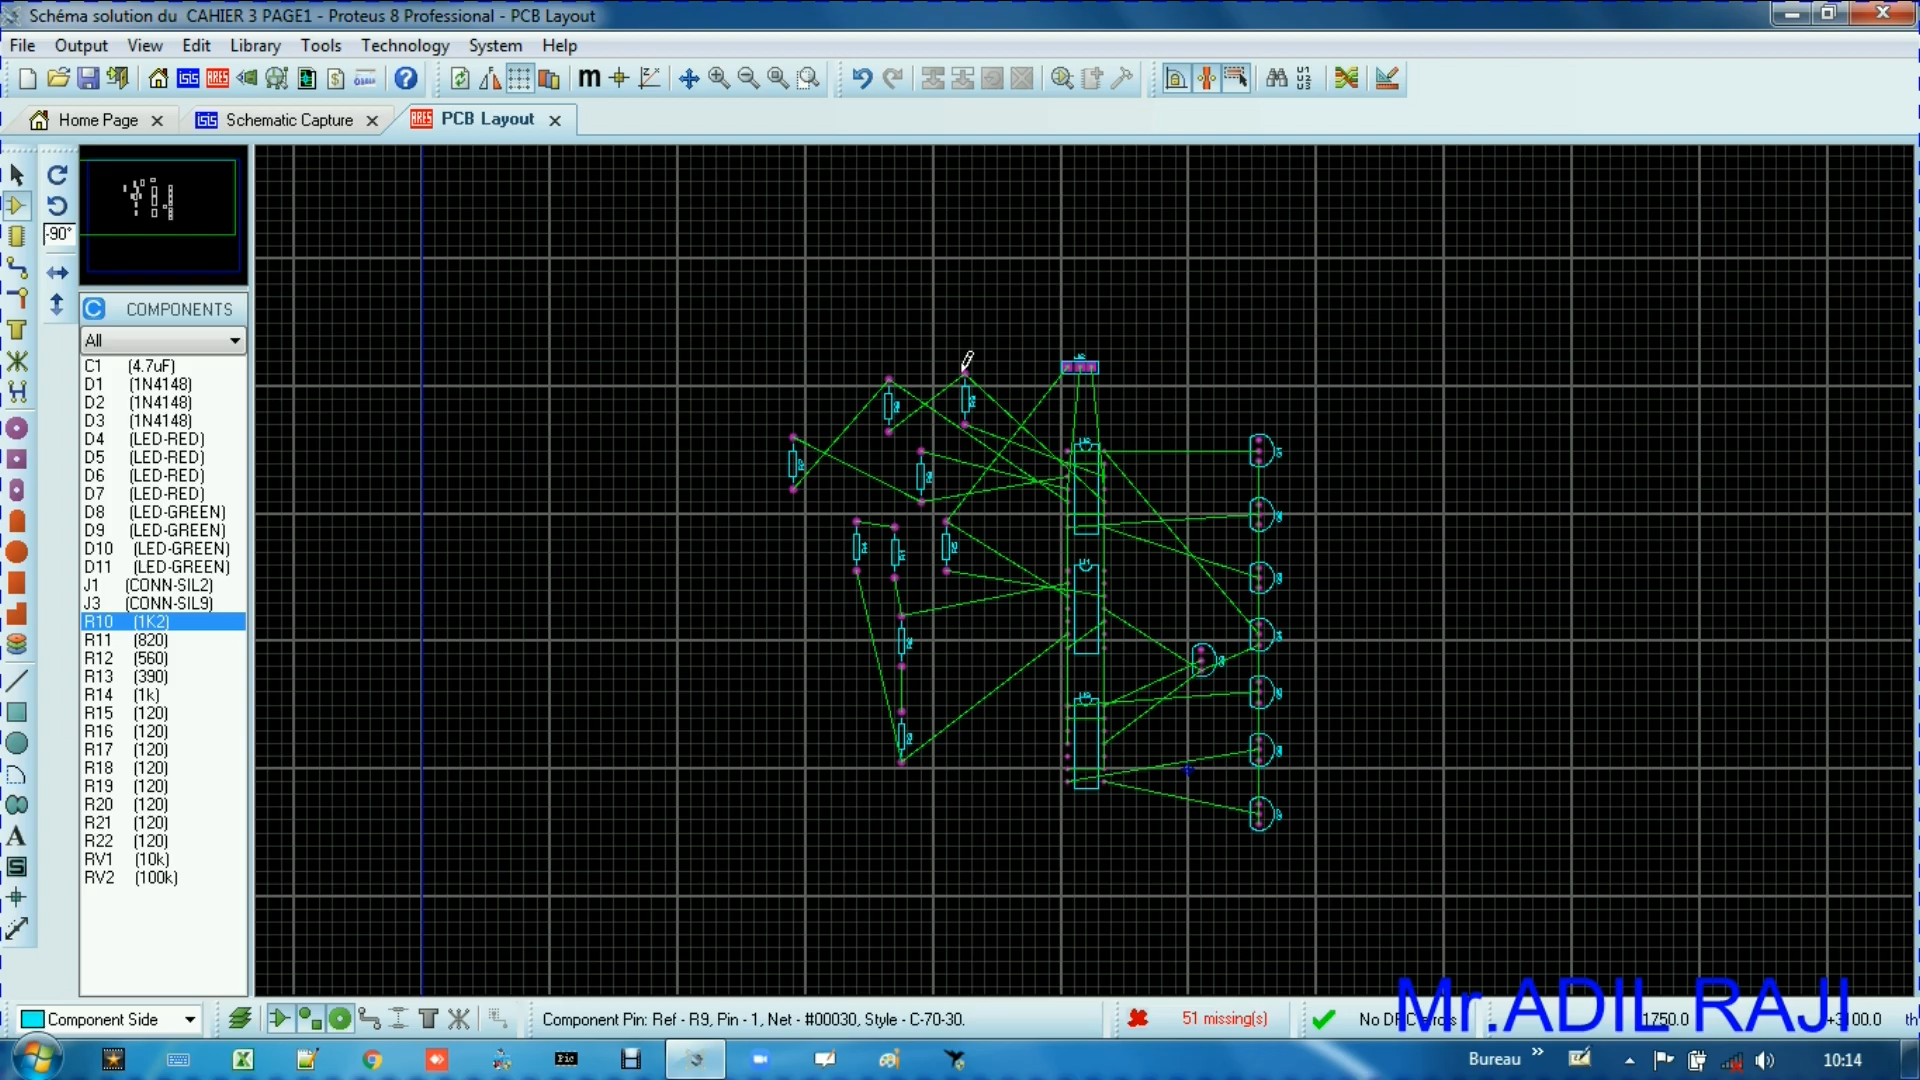 Schéma solution du CAHIER 3 PAGE1 - Proteus 8 Professional - PCB Layout
File Output View Edit Library Tools Technology System Help
Home Page
Schematic Capture
PCB Layout
-90°
COMPONENTS
All
C1 (4.7uF)
D1 (1N4148)
D2 (1N4148)
D3 (1N4148)
D4 (LED-RED)
D5 (LED-RED)
D6 (LED-RED)
D7 (LED-RED)
D8 (LED-GREEN)
D9 (LED-GREEN)
D10 (LED-GREEN)
D11 (LED-GREEN)
J1 (CONN-SIL2)
J3 (CONN-SIL9)
R10 (1K2)
R11 (820)
R12 (560)
R13 (390)
R14 (1k)
R15 (120)
R16 (120)
R17 (120)
R18 (120)
R19 (120)
R20 (120)
R21 (120)
R22 (120)
RV1 (10k)
RV2 (100k)
Mr.ADIL RAJI
Component Side
Component Pin: Ref - R9, Pin - 1, Net - #00030, Style - C-70-30.
51 missing(s)
1750.0
+3100.0
th
Bureau
10:14